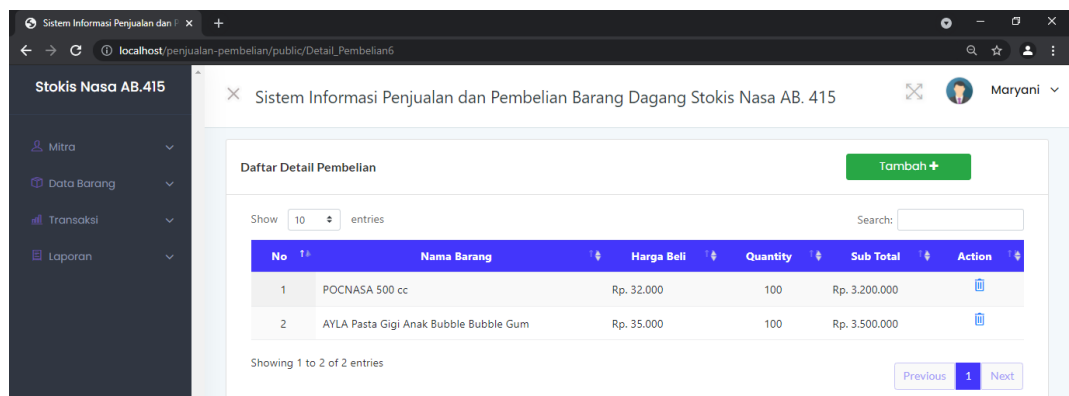 Sistem Informasi Penjualan dan P
localhost/penjualan-pembelian/public/Detail_Pembelian6
Stokis Nasa AB.415
Sistem Informasi Penjualan dan Pembelian Barang Dagang Stokis Nasa AB. 415
Maryani
Mitra
Data Barang
Transaksi
Laporan
Daftar Detail Pembelian
Tambah +
Show 10 entries
Search:
No Nama Barang Harga Beli Quantity Sub Total Action
1 POCNASA 500 cc Rp. 32.000 100 Rp. 3.200.000
2 AYLA Pasta Gigi Anak Bubble Bubble Gum Rp. 35.000 100 Rp. 3.500.000
Showing 1 to 2 of 2 entries
Previous 1 Next